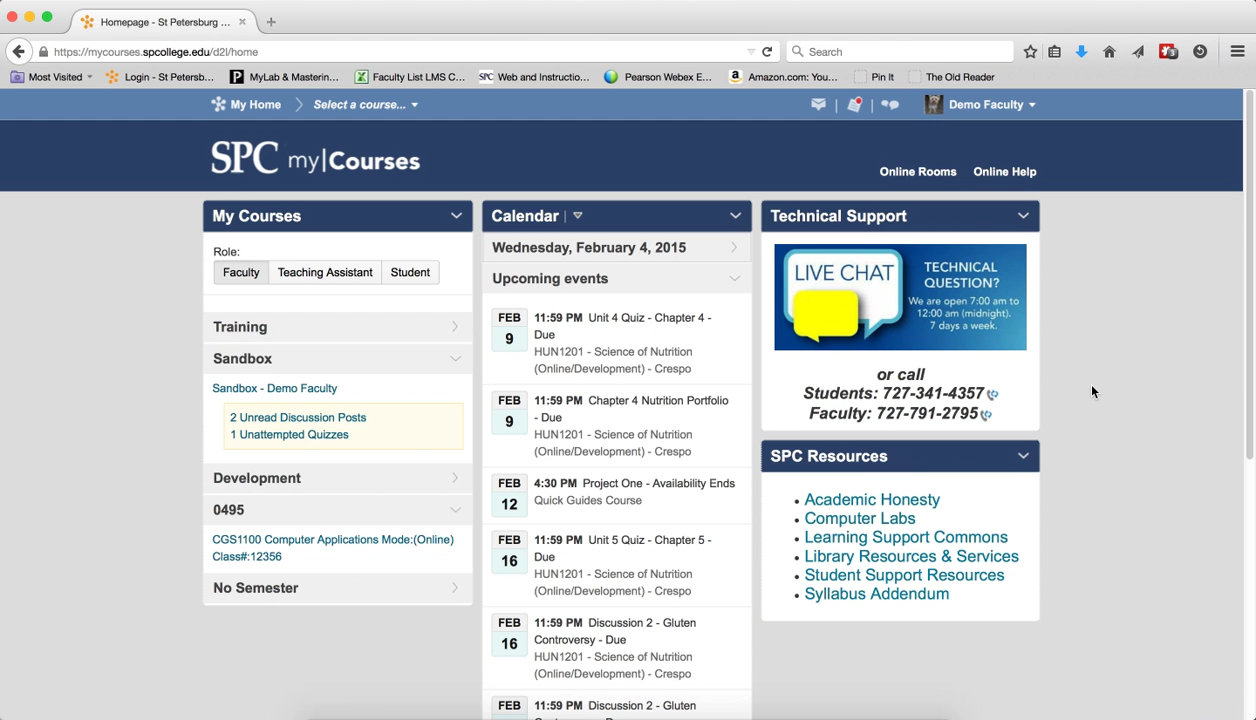 Homepage - St Petersburg ...
https://mycourses.spcollege.edu/d2l/home
Search
Most Visited
Login - St Petersb...
MyLab & Masterin...
Faculty List LMS C...
SPC Web and Instructio...
Pearson Webex E...
Amazon.com: You...
Pin It
The Old Reader
My Home
Select a course...
Demo Faculty
SPC my|Courses
Online Rooms
Online Help
My Courses
Role:
Faculty
Teaching Assistant
Student
Training
Sandbox
Sandbox - Demo Faculty
2 Unread Discussion Posts
1 Unattempted Quizzes
Development
0495
CGS1100 Computer Applications Mode:(Online)
Class#:12356
No Semester
Calendar
Wednesday, February 4, 2015
Upcoming events
FEB 11:59 PM Unit 4 Quiz - Chapter 4 -
9 Due
HUN1201 - Science of Nutrition
(Online/Development) - Crespo
FEB 11:59 PM Chapter 4 Nutrition Portfolio
9 - Due
HUN1201 - Science of Nutrition
(Online/Development) - Crespo
FEB 4:30 PM Project One - Availability Ends
12 Quick Guides Course
FEB 11:59 PM Unit 5 Quiz - Chapter 5 -
16 Due
HUN1201 - Science of Nutrition
(Online/Development) - Crespo
FEB 11:59 PM Discussion 2 - Gluten
16 Controversy - Due
HUN1201 - Science of Nutrition
(Online/Development) - Crespo
FEB 11:59 PM Discussion 2 - Gluten
Technical Support
LIVE CHAT
TECHNICAL
QUESTION?
We are open 7:00 am to
12:00 am (midnight).
7 days a week.
or call
Students: 727-341-4357
Faculty: 727-791-2795
SPC Resources
Academic Honesty
Computer Labs
Learning Support Commons
Library Resources & Services
Student Support Resources
Syllabus Addendum